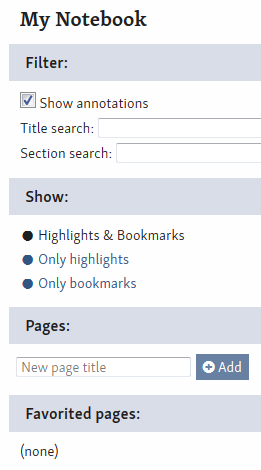 My Notebook
Filter:
Show annotations
Title search:
Section search:
Show:
Highlights & Bookmarks
Only highlights
Only bookmarks
Pages:
New page title
Add
Favorited pages:
(none)